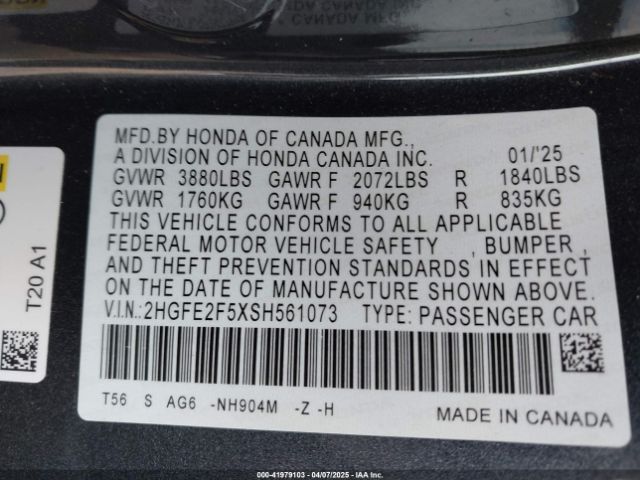 CANADA MFG.
MFD.BY HONDA OF CANADA MFG.,
A DIVISION OF HONDA CANADA INC. 01/'25
GVWR 3880LBS GAWR F 2072LBS R 1840LBS
GVWR 1760KG GAWR F 940KG R 835KG
THIS VEHICLE CONFORMS TO ALL APPLICABLE
FEDERAL MOTOR VEHICLE SAFETY , BUMPER ,
AND THEFT PREVENTION STANDARDS IN EFFECT
ON THE DATE OF MANUFACTURE SHOWN ABOVE.
V.I.N.:2HGFE2F5XSH561073 TYPE: PASSENGER CAR
T56 S AG6 -NH904M -Z -H
MADE IN CANADA
T20 A1
000-41979103 - 04/07/2025 - IAA Inc.